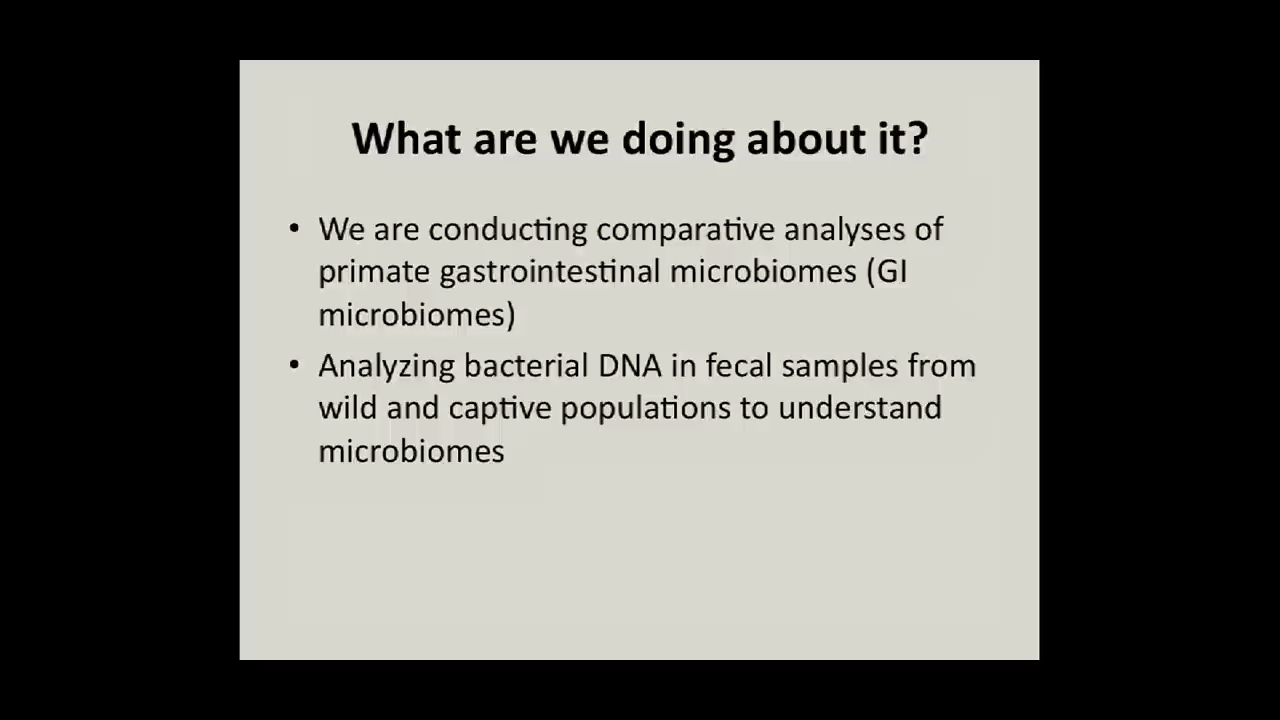 What are we doing about it?
• We are conducting comparative analyses of
primate gastrointestinal microbiomes (GI
microbiomes)
• Analyzing bacterial DNA in fecal samples from
wild and captive populations to understand
microbiomes